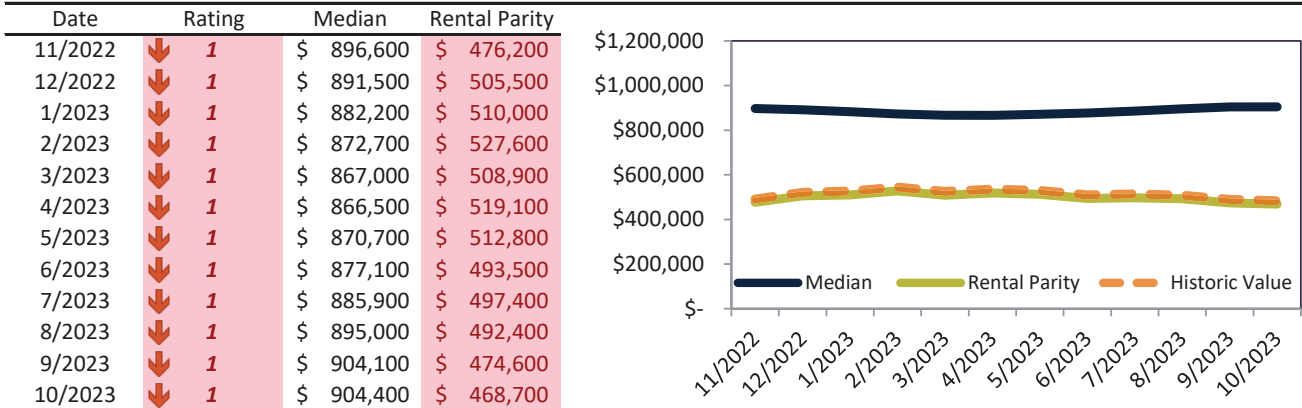 Date Rating Median Rental Parity
11/2022 1 $ 896,600 $ 476,200
12/2022 1 $ 891,500 $ 505,500
1/2023 1 $ 882,200 $ 510,000
2/2023 1 $ 872,700 $ 527,600
3/2023 1 $ 867,000 $ 508,900
4/2023 1 $ 866,500 $ 519,100
5/2023 1 $ 870,700 $ 512,800
6/2023 1 $ 877,100 $ 493,500
7/2023 1 $ 885,900 $ 497,400
8/2023 1 $ 895,000 $ 492,400
9/2023 1 $ 904,100 $ 474,600
10/2023 1 $ 904,400 $ 468,700
$1,200,000
$1,000,000
$800,000
$600,000
$400,000
$200,000
$-
Median Rental Parity Historic Value
11/2022 12/2022 1/2023 2/2023 3/2023 4/2023 5/2023 6/2023 7/2023 8/2023 9/2023 10/2023